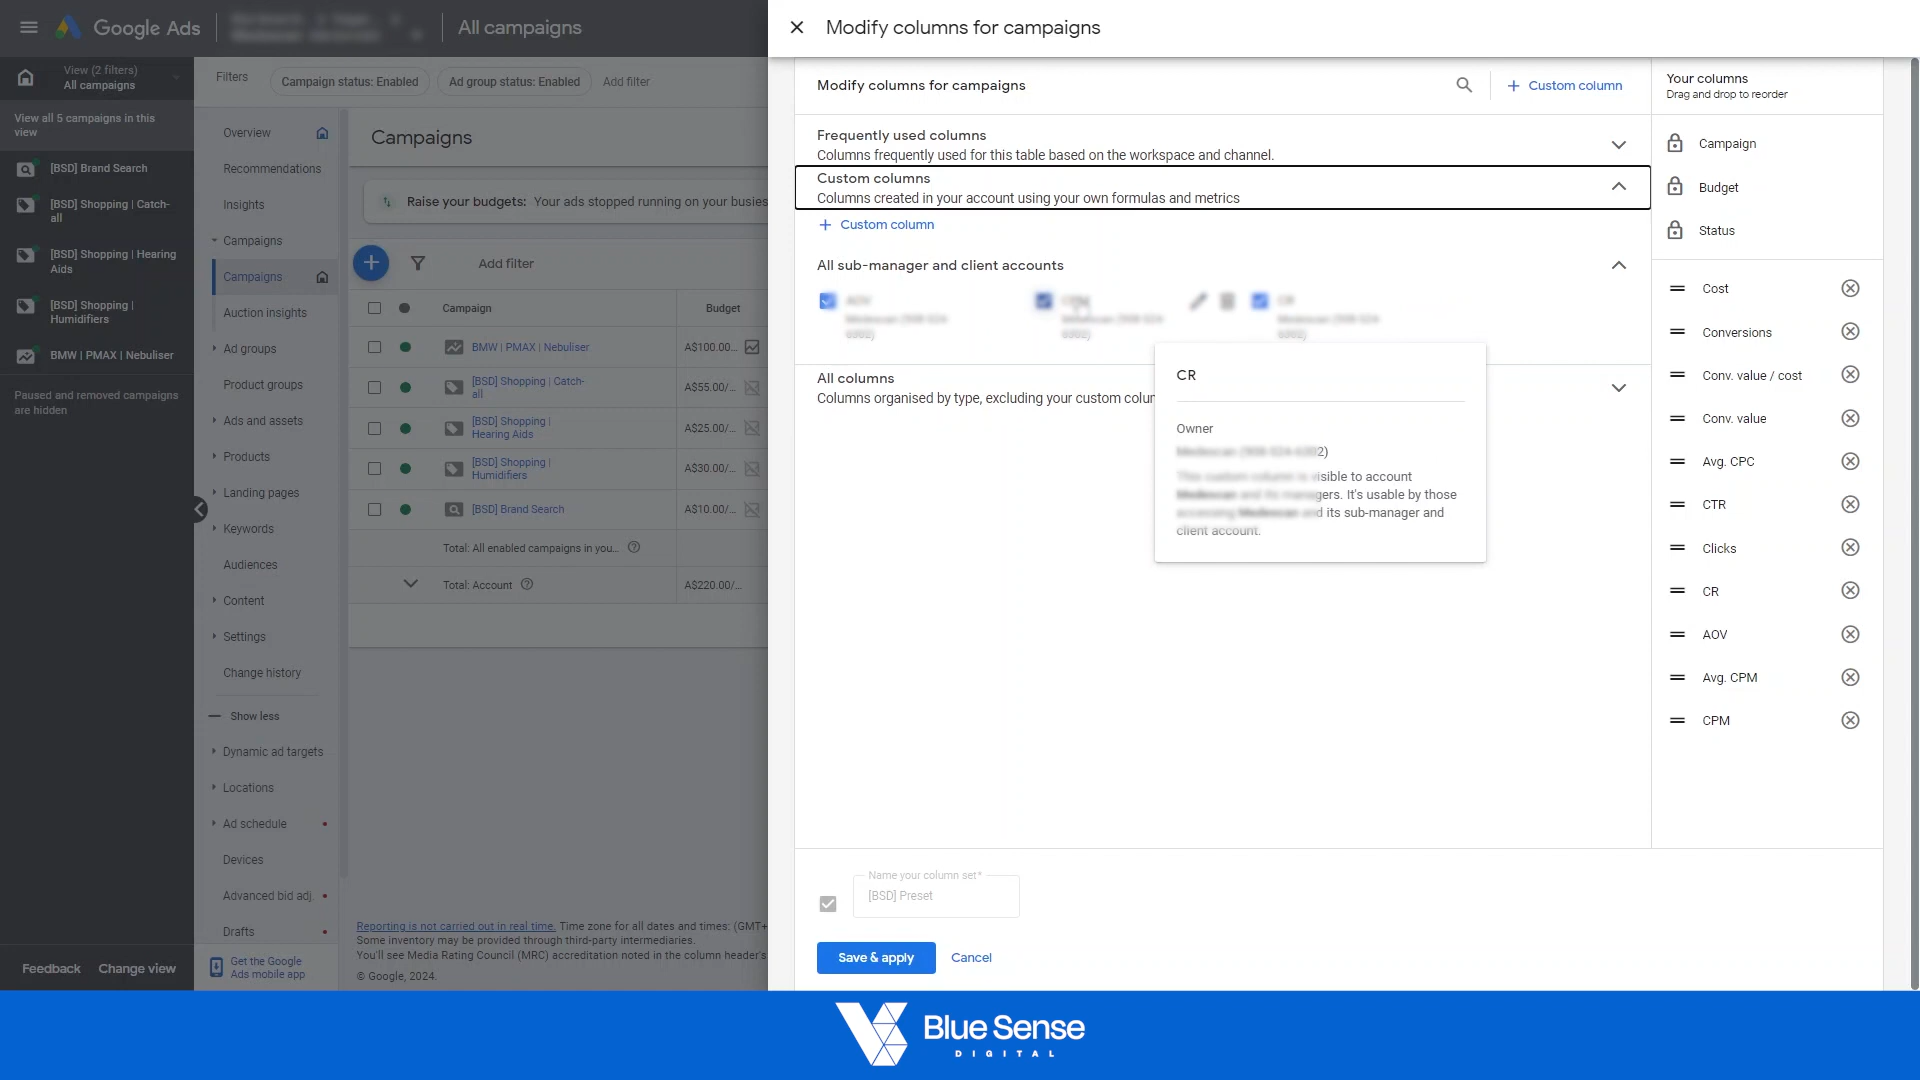 Google Ads
All campaigns
View (2 filters)
All campaigns
View all 5 campaigns in this
view
[BSD] Brand Search
[BSD] Shopping | Catch-
all
[BSD] Shopping | Hearing
Aids
[BSD] Shopping |
Humidifiers
BMW | PMAX | Nebuliser
Paused and removed campaigns
are hidden
Feedback
Change view
Filters
Campaign status: Enabled
Ad group status: Enabled
Add filter
Overview
Recommendations
Insights
Campaigns
Campaigns
Auction insights
Ad groups
Product groups
Ads and assets
Products
Landing pages
Keywords
Audiences
Content
Settings
Change history
Show less
Dynamic ad targets
Locations
Ad schedule
Devices
Advanced bid adj.
Drafts
Get the Google
Ads mobile app
Campaigns
Raise your budgets: Your ads stopped running on your busies
Add filter
Campaign
Budget
BMW | PMAX | Nebuliser
A$100.00...
[BSD] Shopping | Catch-
all
A$55.00/...
[BSD] Shopping |
Hearing Aids
A$25.00/...
[BSD] Shopping |
Humidifiers
A$30.00/...
[BSD] Brand Search
A$10.00/...
Total: All enabled campaigns in you...
Total: Account
A$220.00/...
Reporting is not carried out in real time. Time zone for all dates and times: (GMT+
Some inventory may be provided through third-party intermediaries.
You'll see Media Rating Council (MRC) accreditation noted in the column header's
© Google, 2024.
Modify columns for campaigns
Modify columns for campaigns
Custom column
Frequently used columns
Columns frequently used for this table based on the workspace and channel.
Custom columns
Columns created in your account using your own formulas and metrics
Custom column
All sub-manager and client accounts
AOV
CPM
CR
All columns
Columns organised by type, excluding your custom colun
CR
Owner
This custom column is visible to account
Medescan and its managers. It's usable by those
accessing Medescan and its sub-manager and
client account.
Name your column set*
[BSD] Preset
Save & apply
Cancel
Your columns
Drag and drop to reorder
Campaign
Budget
Status
Cost
Conversions
Conv. value / cost
Conv. value
Avg. CPC
CTR
Clicks
CR
AOV
Avg. CPM
CPM
Blue Sense
DIGITAL